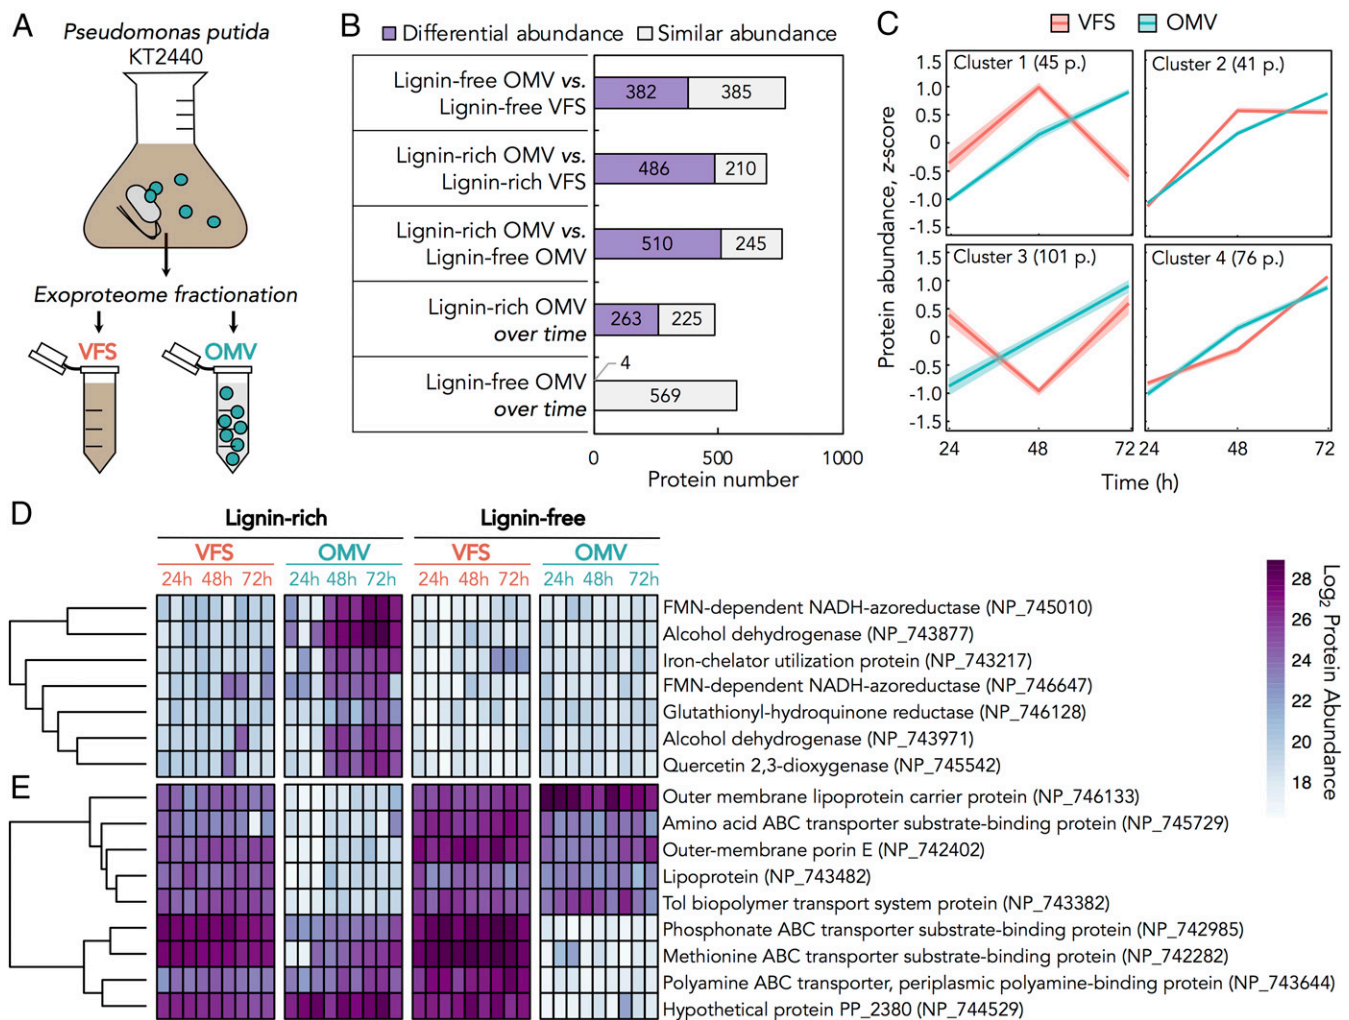 A
Pseudomonas putida
KT2440
Exoproteome fractionation
VFS
OMV
B
Differential abundance
Similar abundance
Lignin-free OMV vs.
Lignin-free VFS
382
385
Lignin-rich OMV vs.
Lignin-rich VFS
486
210
Lignin-rich OMV vs.
Lignin-free OMV
510
245
Lignin-rich OMV
over time
263
225
Lignin-free OMV
over time
4
569
0
500
1000
Protein number
C
VFS
OMV
Protein abundance, z-score
1.5
1.0
0.5
0
-0.5
-1.0
-1.5
Cluster 1 (45 p.)
Cluster 2 (41 p.)
1.5
1.0
0.5
0
-0.5
-1.0
-1.5
Cluster 3 (101 p.)
Cluster 4 (76 p.)
24
48
72
24
48
72
Time (h)
D
Lignin-rich
Lignin-free
VFS
OMV
VFS
OMV
24h 48h 72h
24h 48h 72h
24h 48h 72h
24h 48h 72h
FMN-dependent NADH-azoreductase (NP_745010)
Alcohol dehydrogenase (NP_743877)
Iron-chelator utilization protein (NP_743217)
FMN-dependent NADH-azoreductase (NP_746647)
Glutathionyl-hydroquinone reductase (NP_746128)
Alcohol dehydrogenase (NP_743971)
Quercetin 2,3-dioxygenase (NP_745542)
E
Outer membrane lipoprotein carrier protein (NP_746133)
Amino acid ABC transporter substrate-binding protein (NP_745729)
Outer-membrane porin E (NP_742402)
Lipoprotein (NP_743482)
Tol biopolymer transport system protein (NP_743382)
Phosphonate ABC transporter substrate-binding protein (NP_742985)
Methionine ABC transporter substrate-binding protein (NP_742282)
Polyamine ABC transporter, periplasmic polyamine-binding protein (NP_743644)
Hypothetical protein PP_2380 (NP_744529)
28
26
24
22
20
18
Log2 Protein Abundance